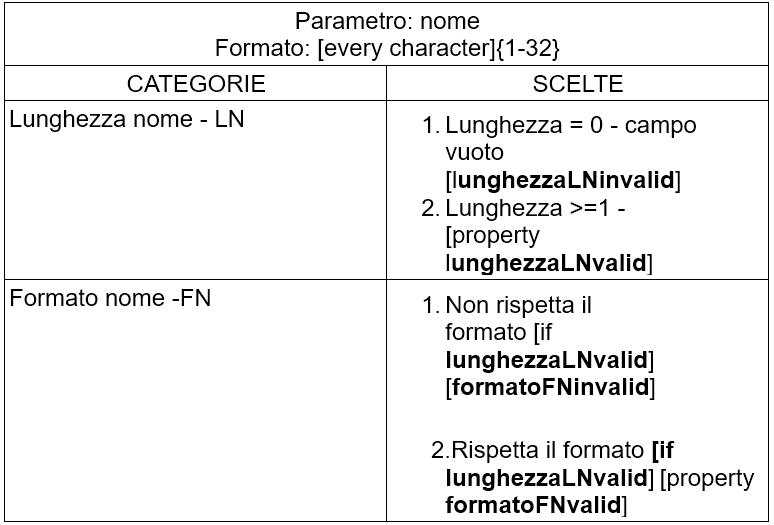 Parametro: nome
Formato: [every character]{1-32}
CATEGORIE
SCELTE
Lunghezza nome - LN
1. Lunghezza = 0 - campo
vuoto
[lunghezzaLNinvalid]
2. Lunghezza >=1 -
[property
lunghezzaLNvalid]
Formato nome -FN
1. Non rispetta il
formato [if
lunghezzaLNvalid]
[formatoFNinvalid]
2.Rispetta il formato [if
lunghezzaLNvalid] [property
formatoFNvalid]